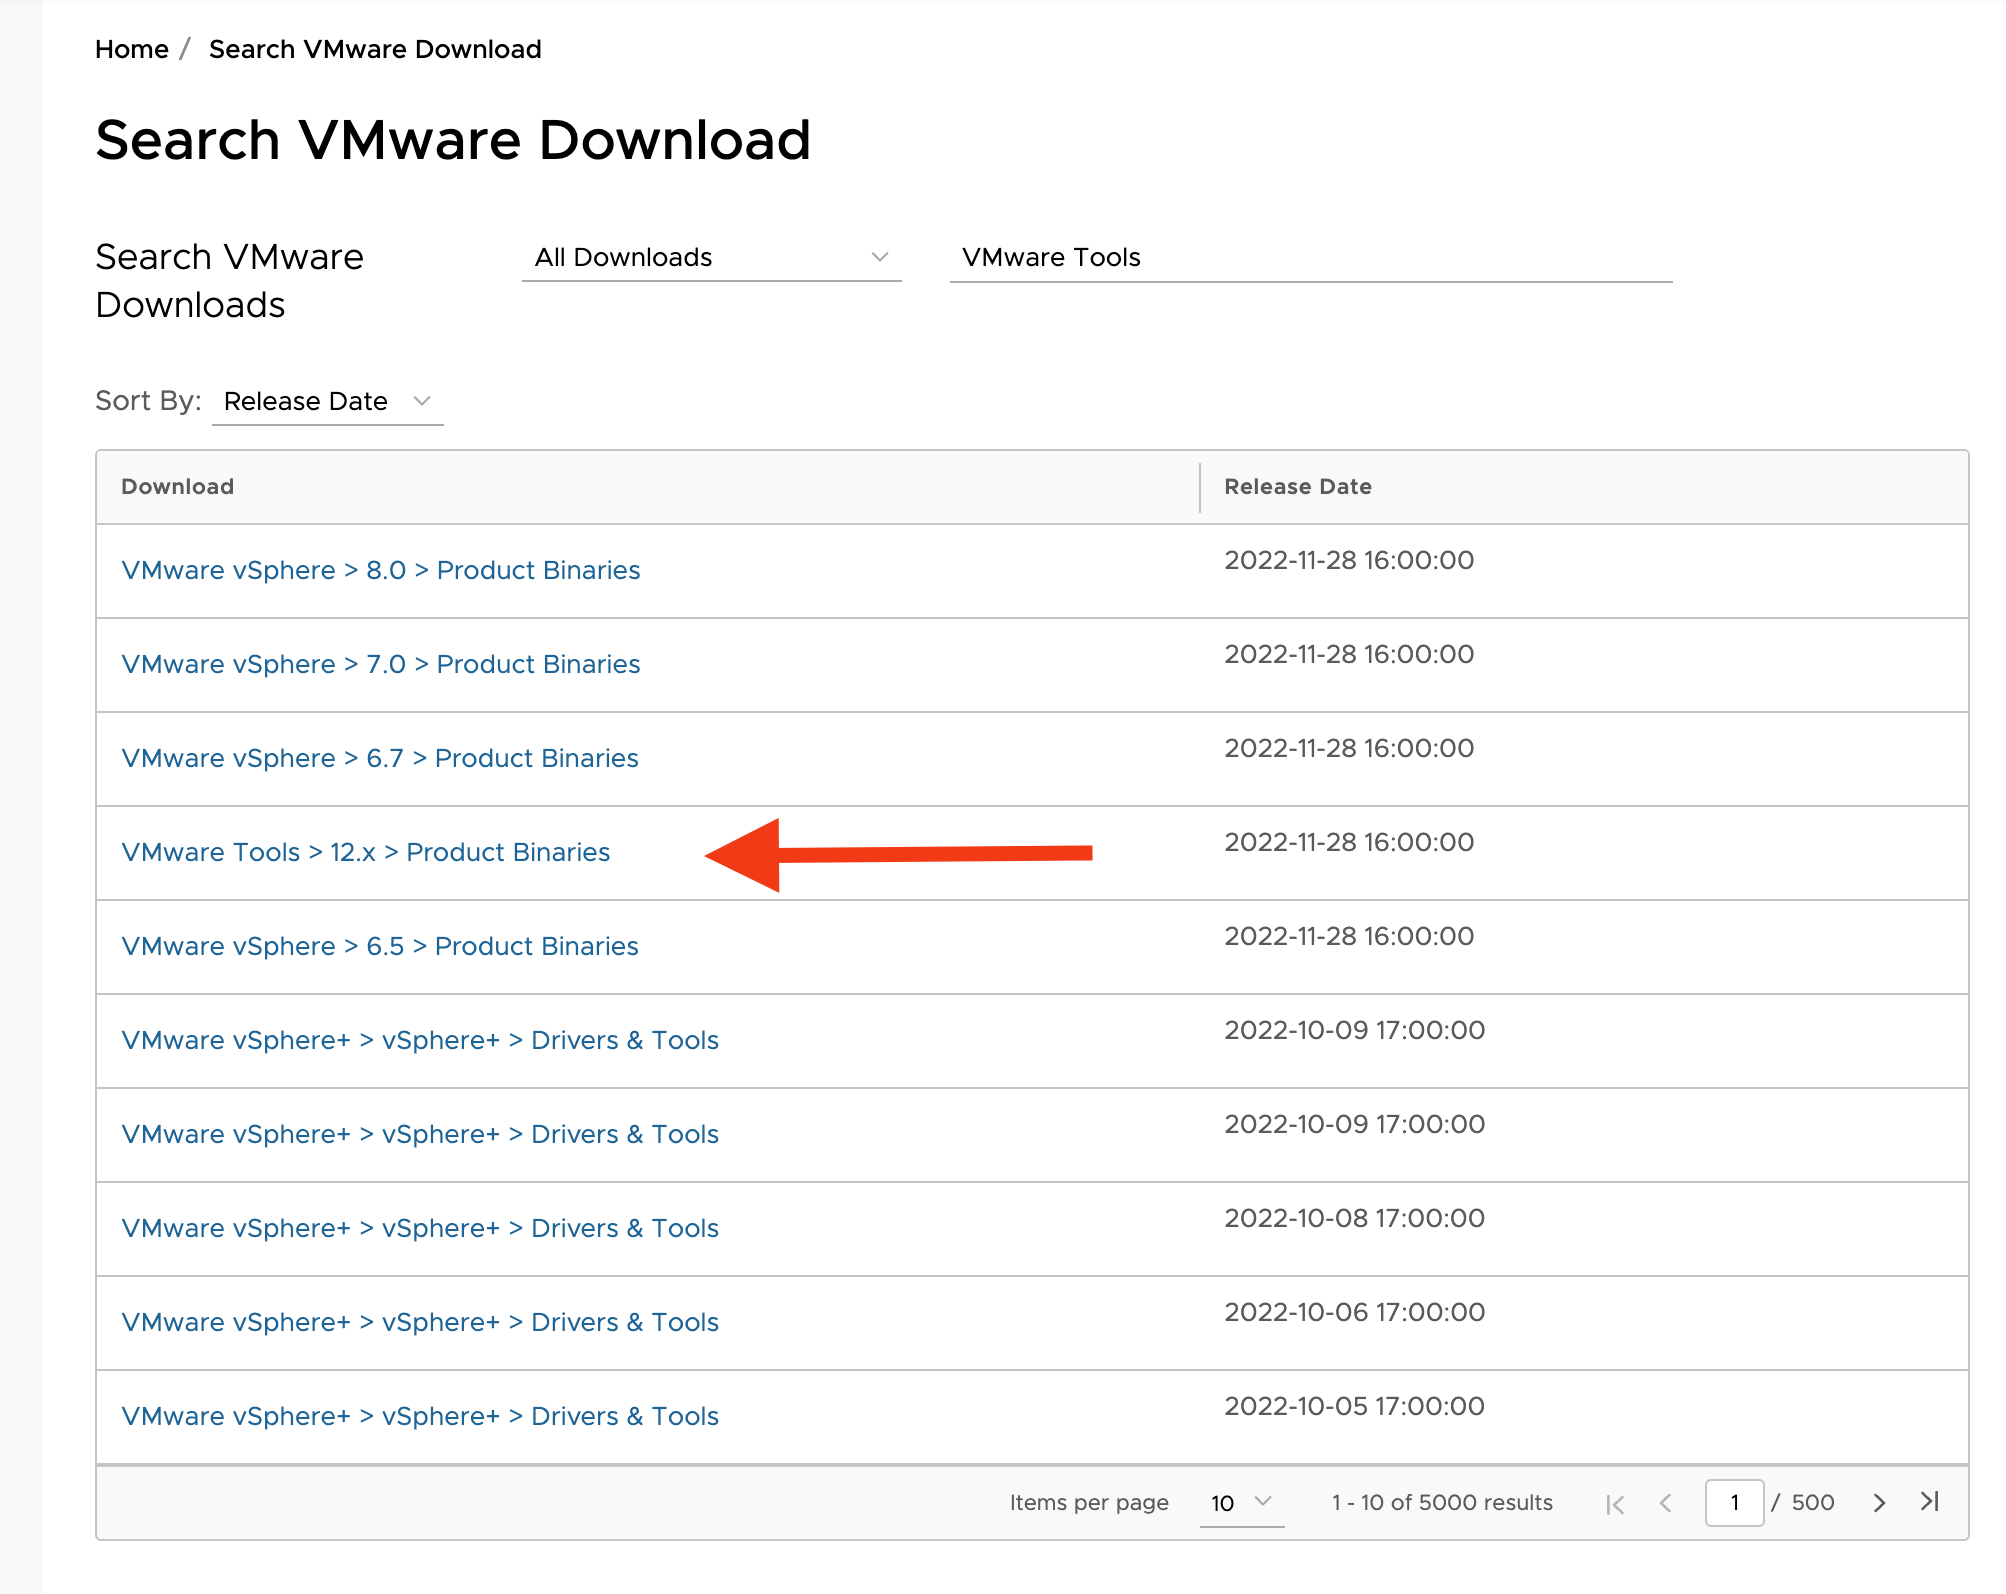 Home / Search VMware Download
Search VMware Download
Search VMware
Downloads
All Downloads
VMware Tools
Sort By: Release Date
Download Release Date
VMware vSphere > 8.0 > Product Binaries 2022-11-28 16:00:00
VMware vSphere > 7.0 > Product Binaries 2022-11-28 16:00:00
VMware vSphere > 6.7 > Product Binaries 2022-11-28 16:00:00
VMware Tools > 12.x > Product Binaries 2022-11-28 16:00:00
VMware vSphere > 6.5 > Product Binaries 2022-11-28 16:00:00
VMware vSphere+ > vSphere+ > Drivers & Tools 2022-10-09 17:00:00
VMware vSphere+ > vSphere+ > Drivers & Tools 2022-10-09 17:00:00
VMware vSphere+ > vSphere+ > Drivers & Tools 2022-10-08 17:00:00
VMware vSphere+ > vSphere+ > Drivers & Tools 2022-10-06 17:00:00
VMware vSphere+ > vSphere+ > Drivers & Tools 2022-10-05 17:00:00
Items per page 10 1 - 10 of 5000 results 1 / 500